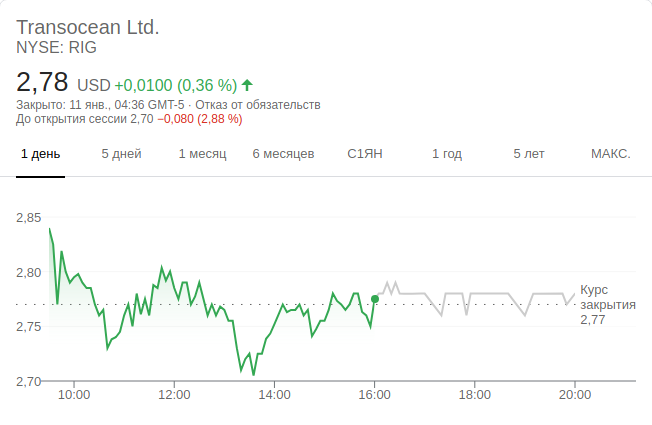 Transocean Ltd.
NYSE: RIG
2,78 USD +0,0100 (0,36 %)
Закрыто: 11 янв., 04:36 GMT-5 · Отказ от обязательств
До открытия сессии 2,70 −0,080 (2,88 %)
1 день 5 дней 1 месяц 6 месяцев С1ЯН 1 год 5 лет МАКС.
2,85
2,80
Курс
закрытия
2,77
2,75
2,70
10:00 12:00 14:00 16:00 18:00 20:00